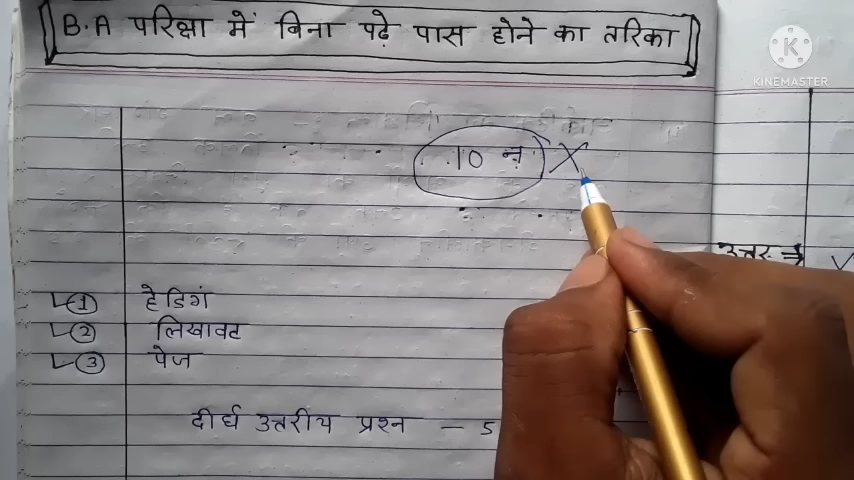 B.A परिक्षा में बिना पढ़े पास होने का तरिका
KINEMASTER
10 न. X
उत्तर ⇒
1 हेडिगं
2 लिखावट
3 पेज
दीर्घ उत्तरीय प्रश्न — 5